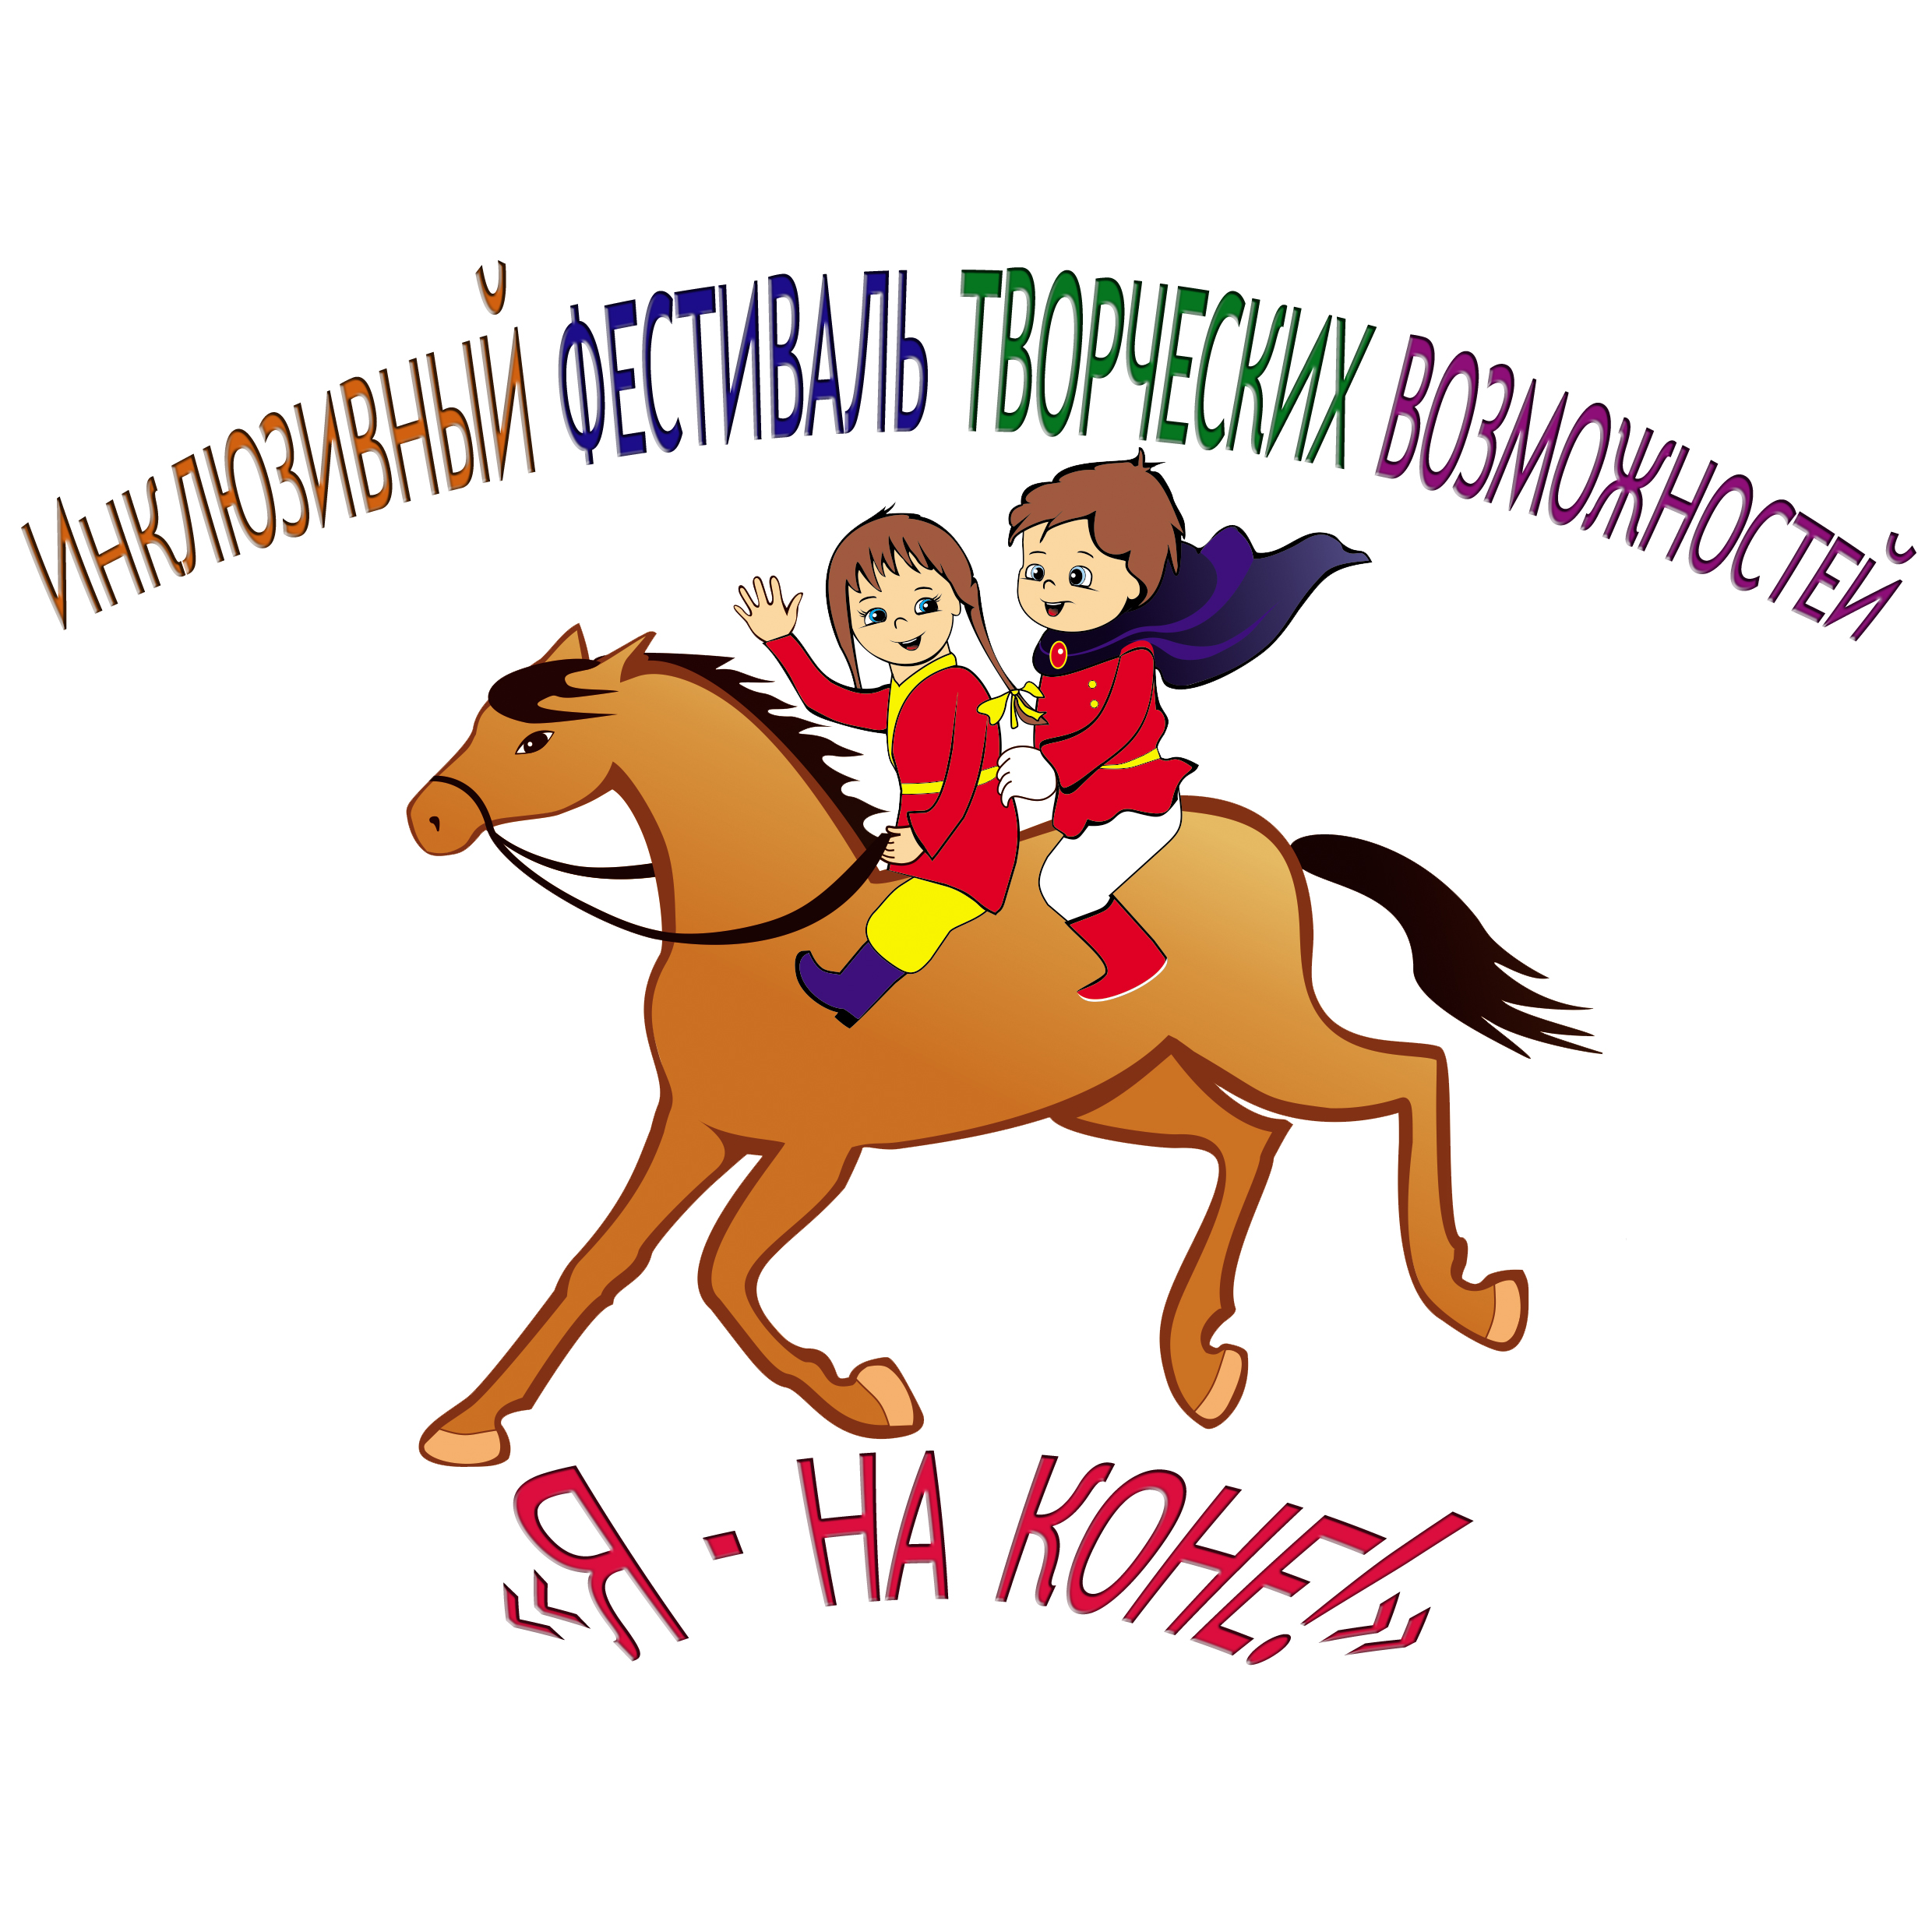 ИНКЛЮЗИВНЫЙ ФЕСТИВАЛЬ ТВОРЧЕСКИХ ВОЗМОЖНОСТЕЙ
«Я - НА КОНЕ!»